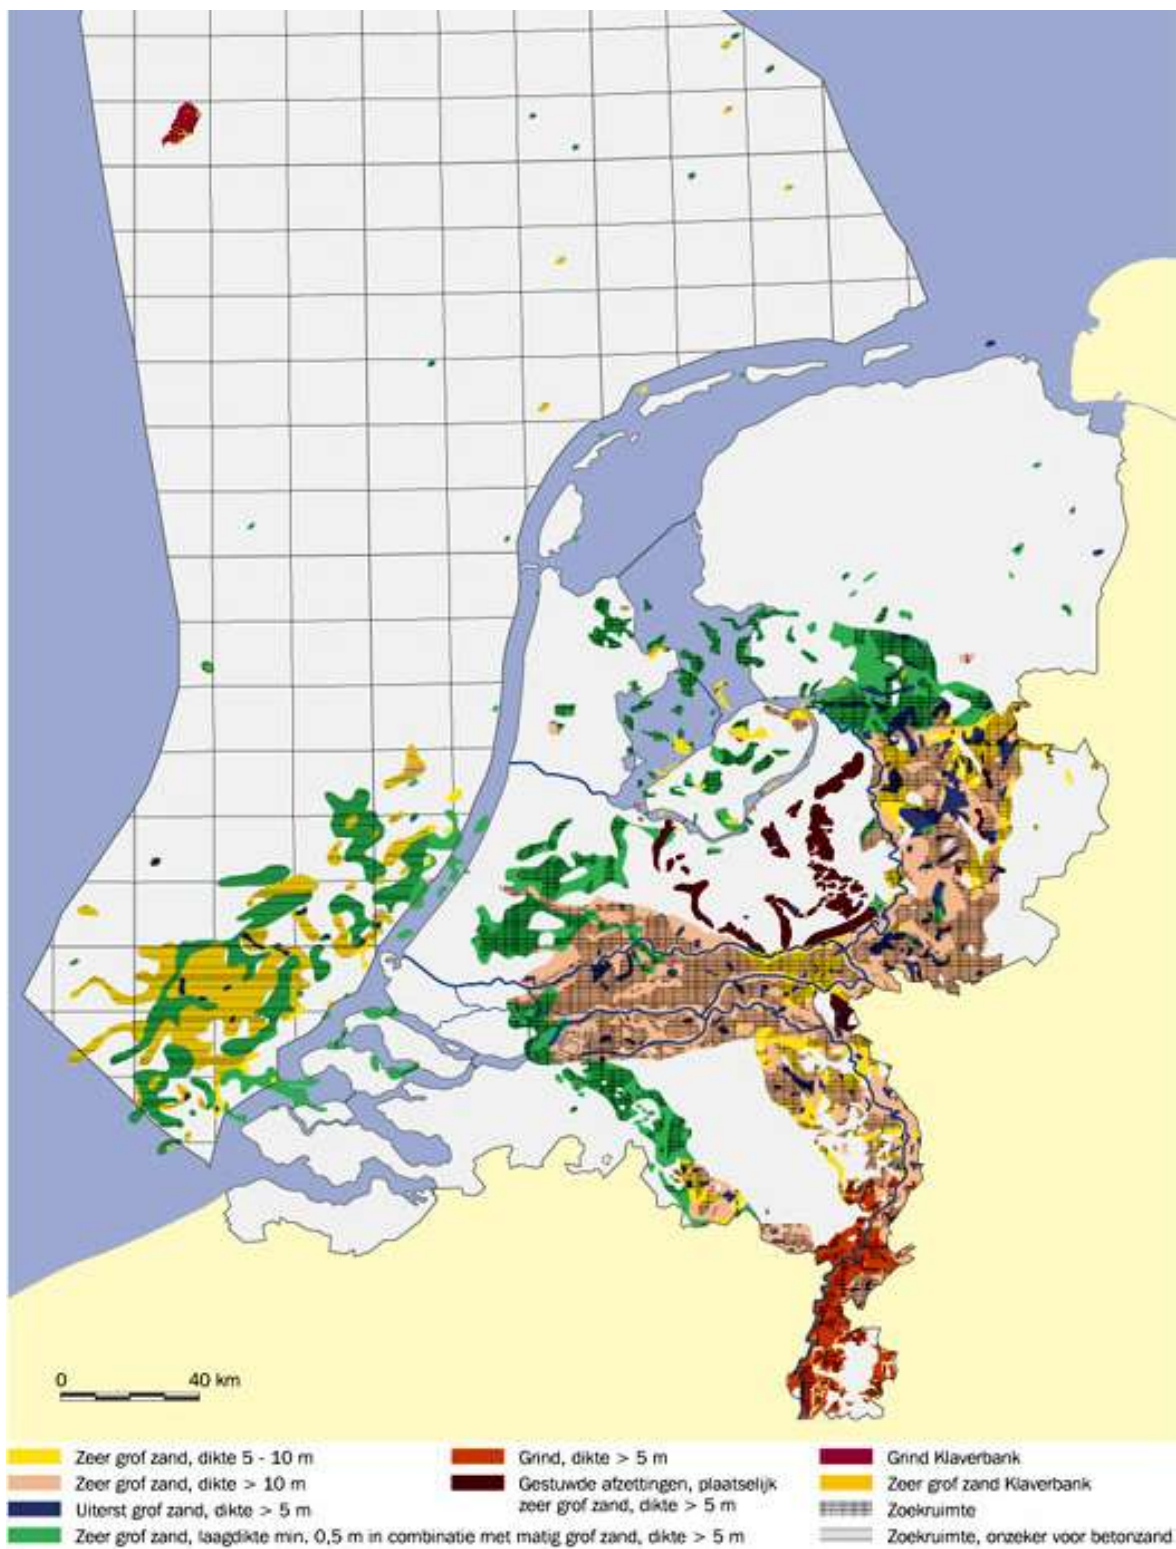 0 40 km
Zeer grof zand, dikte 5 - 10 m
Zeer grof zand, dikte > 10 m
Uiterst grof zand, dikte > 5 m
Zeer grof zand, laagdikte min. 0,5 m in combinatie met matig grof zand, dikte > 5 m
Grind, dikte > 5 m
Gestuwde afzettingen, plaatselijk
zeer grof zand, dikte > 5 m
Grind Klaverbank
Zeer grof zand Klaverbank
Zoekruimte
Zoekruimte, onzeker voor betonzand